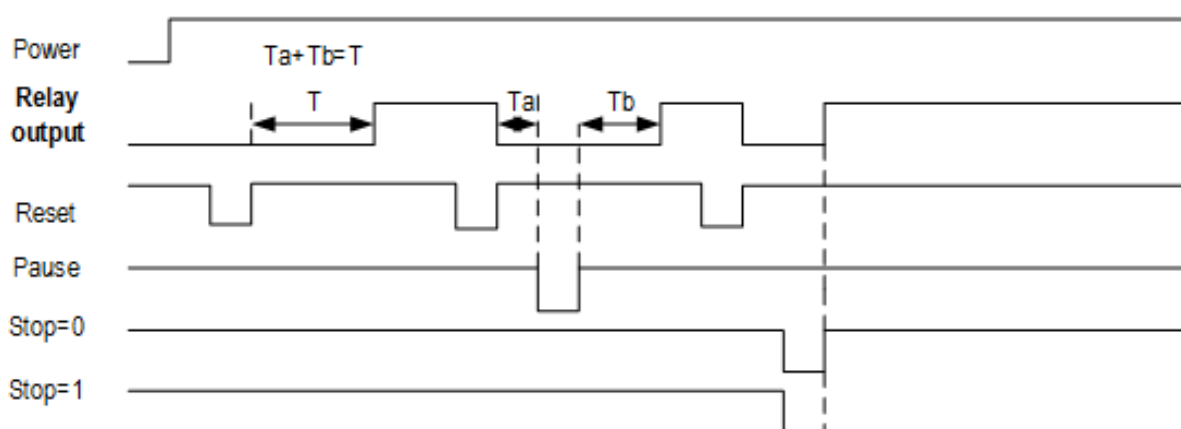 Power
Ta+Tb=T
Relay
output
T
Ta
Tb
Reset
Pause
Stop=0
Stop=1